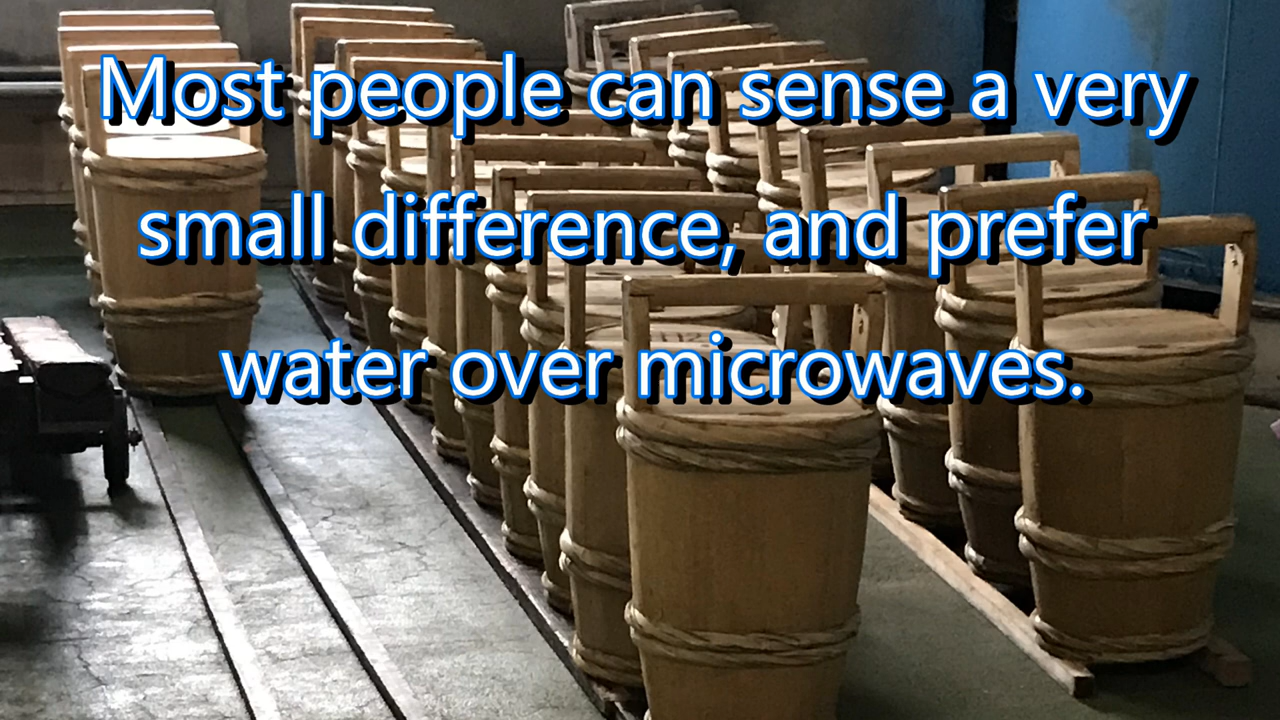 Most people can sense a very
small difference, and prefer
water over microwaves.